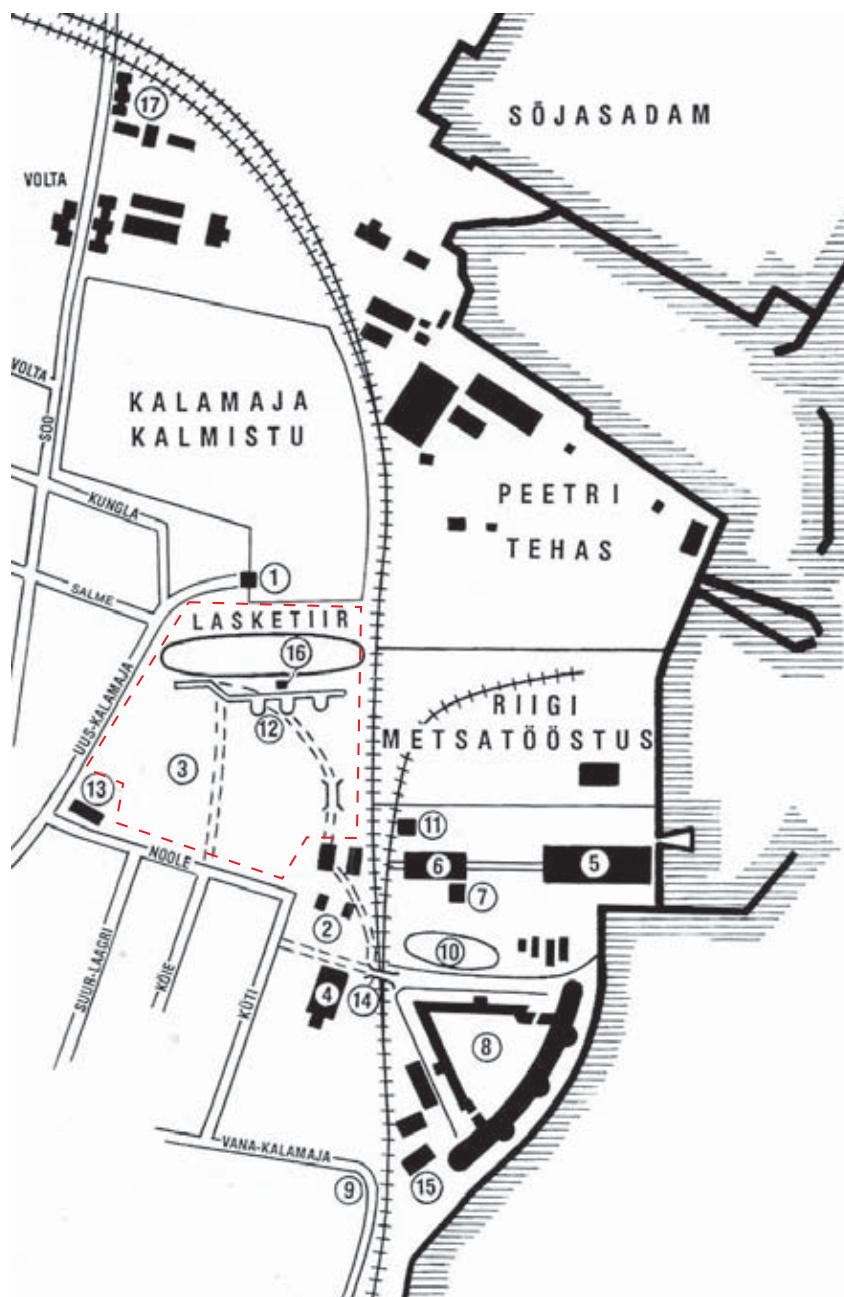 SÕJASADAM
17
VOLTA
VOLTA
SOO
KALAMAJA
KALMISTU
KUNGLA
PEETRI
TEHAS
SALME
1
LASKETIIR
16
UUS-KALAMAJA
12
RIIGI
METSATÖÖSTUS
3
13
11
NOOLE
6
5
7
2
10
SUUR-LAAGRI
KÖIE
KÜTI
4
14
8
VANA-KALAMAJA
9
15